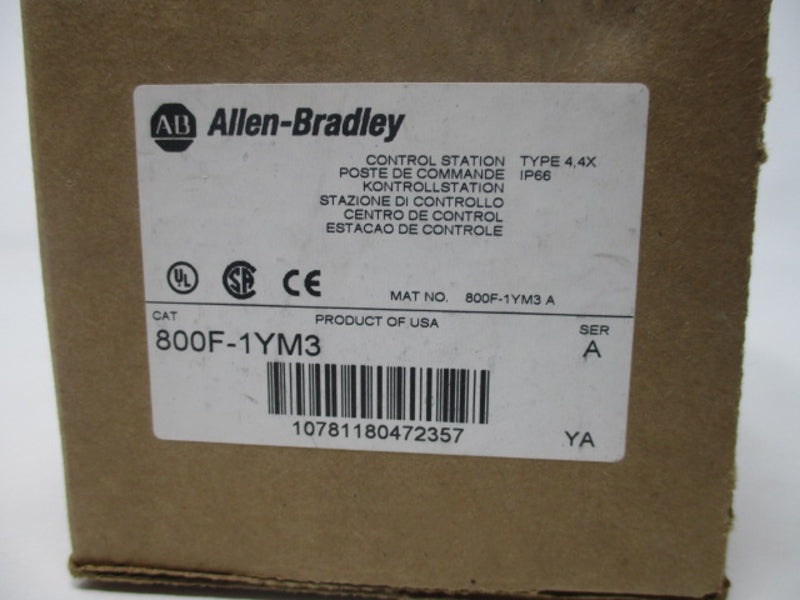 AB Allen-Bradley
CONTROL STATION TYPE 4,4X
POSTE DE COMMANDE IP66
KONTROLLSTATION
STAZIONE DI CONTROLLO
CENTRO DE CONTROL
ESTACAO DE CONTROLE
UL SA CE
MAT NO. 800F-1YM3 A
CAT PRODUCT OF USA SER
800F-1YM3 A
10781180472357
YA